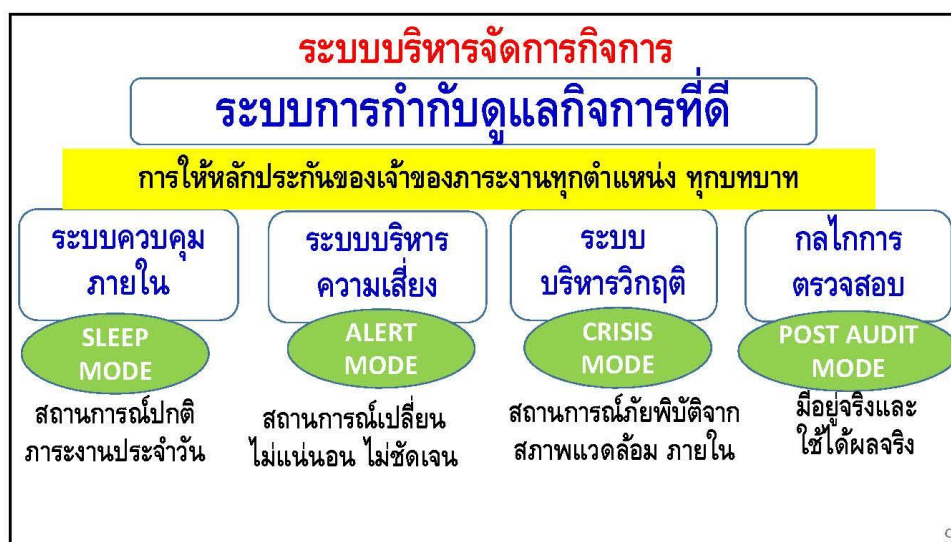 ระบบบริหารจัดการกิจการ
ระบบการกำกับดูแลกิจการที่ดี
การให้หลักประกันของเจ้าของภาระงานทุกตำแหน่ง ทุกบทบาท
ระบบควบคุม
ภายใน
SLEEP
MODE
สถานการณ์ปกติ
ภาระงานประจำวัน
ระบบบริหาร
ความเสี่ยง
ALERT
MODE
สถานการณ์เปลี่ยน
ไม่แน่นอน ไม่ชัดเจน
ระบบ
บริหารวิกฤติ
CRISIS
MODE
สถานการณ์ภัยพิบัติจาก
สภาพแวดล้อม ภายใน
กลไกการ
ตรวจสอบ
POST AUDIT
MODE
มีอยู่จริงและ
ใช้ได้ผลจริง